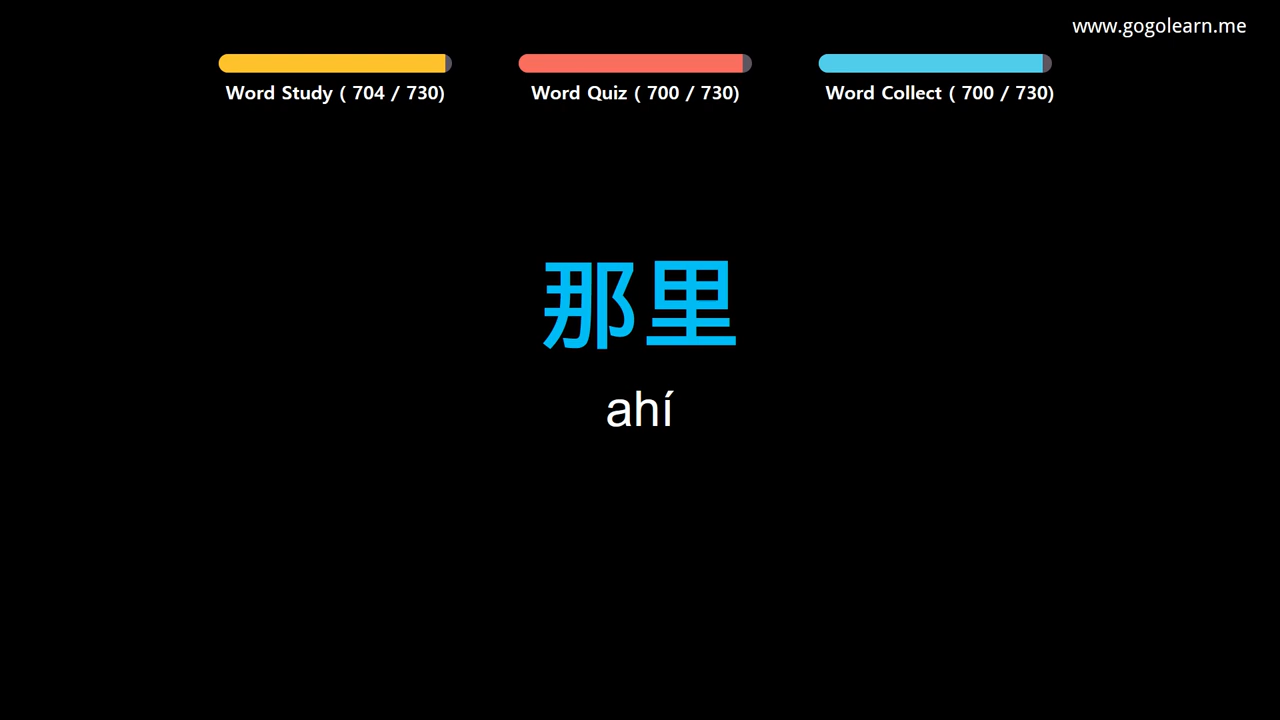 www.gogolearn.me
Word Study ( 704 / 730)
Word Quiz ( 700 / 730)
Word Collect ( 700 / 730)
那里
ahí